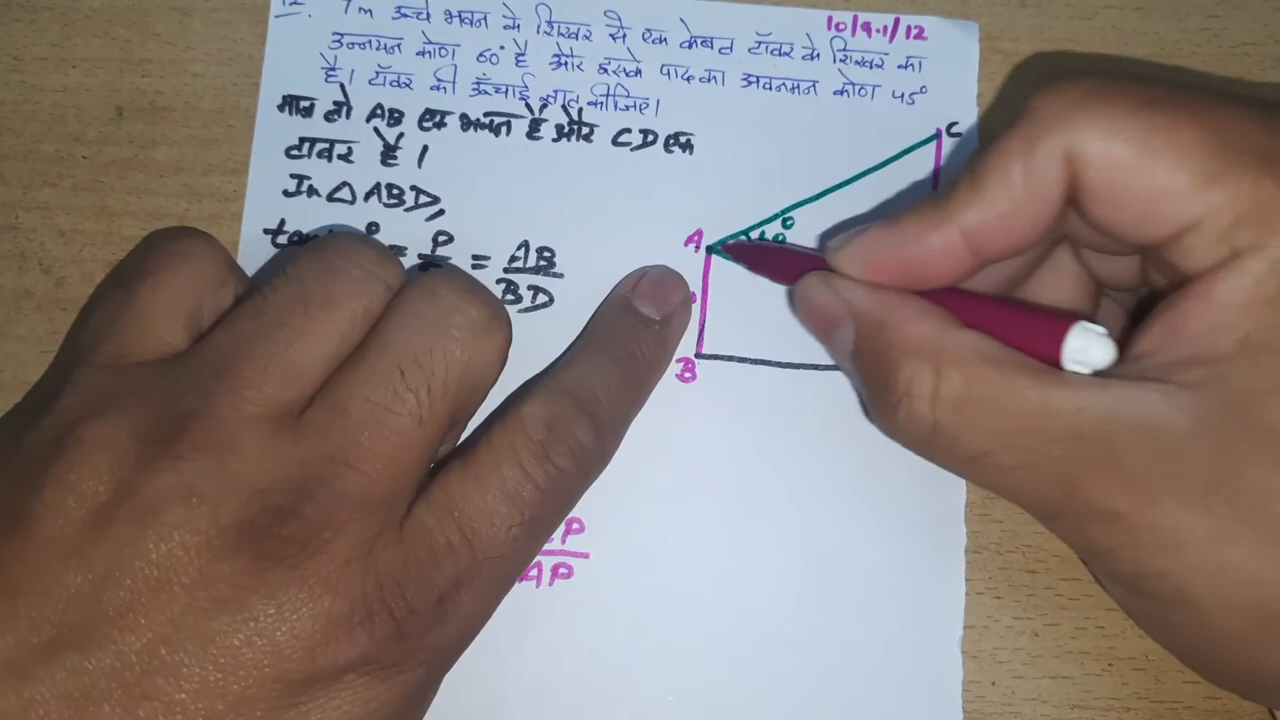 12. 7m ऊँचे भवन के शिखर से एक केबल टॉवर के शिखर का
10/9.1/12
उन्नयन कोण 60° है और इसके पाद का अवनमन कोण 45°
है। टॉवर की ऊँचाई ज्ञात कीजिए।
मान लो AB एक भवन है और CD एक
टावर है।
In △ABD,
= P = AB
BD
A
B
C
P
AP